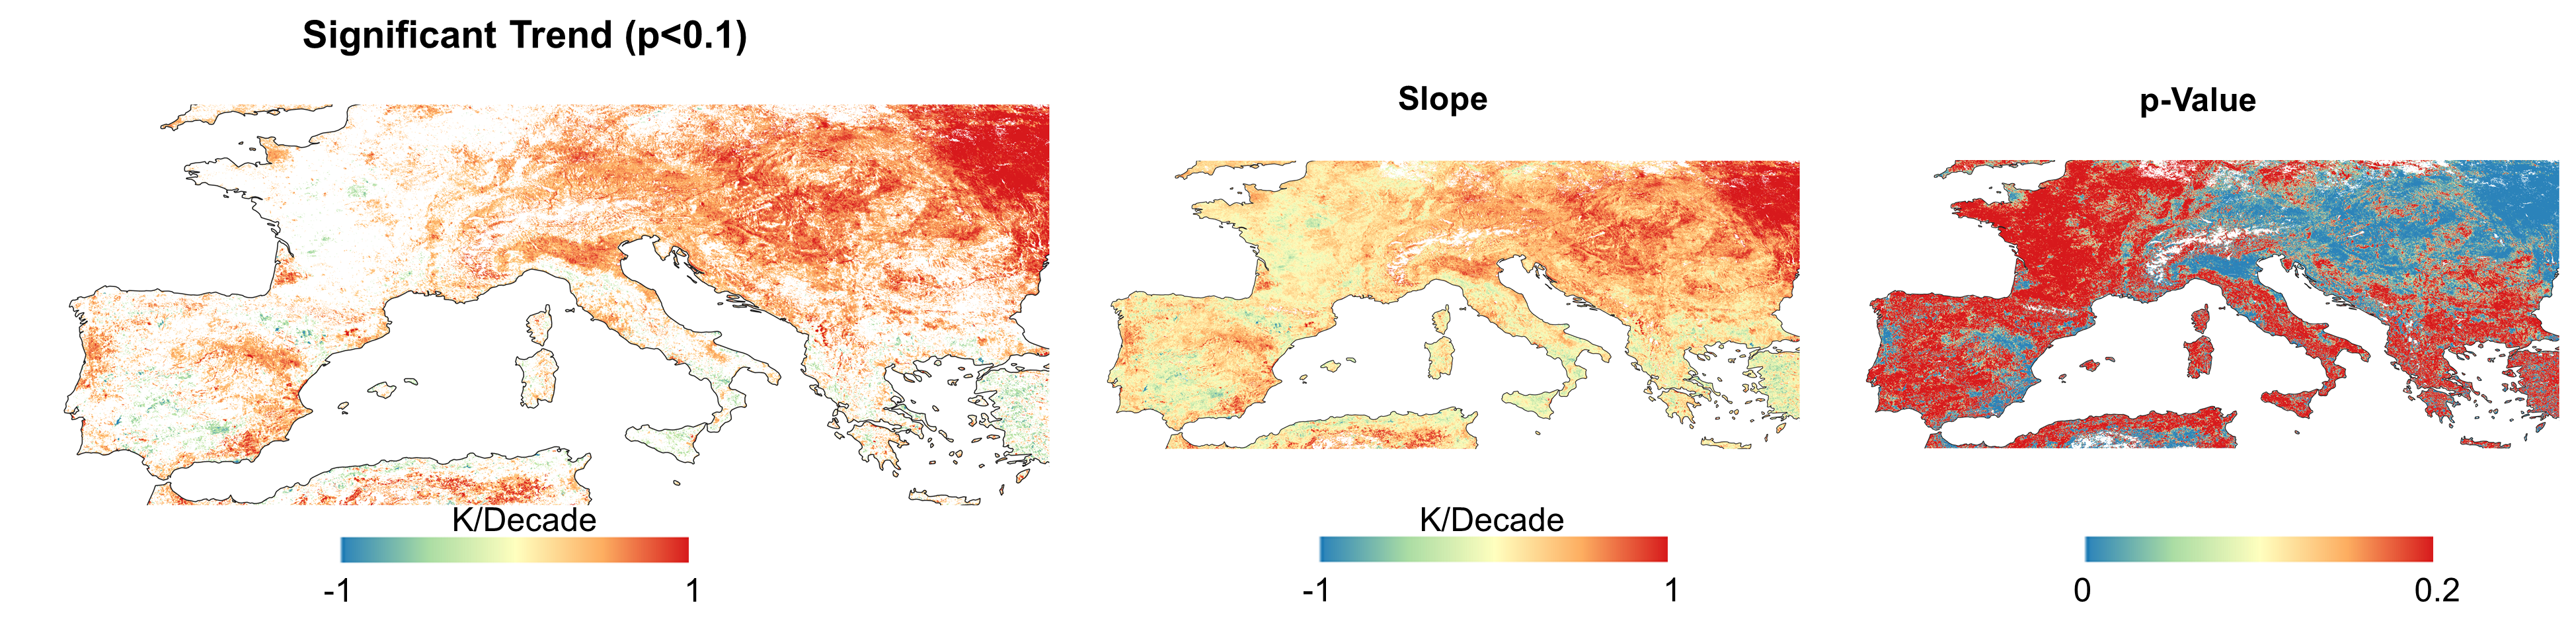 Significant Trend (p<0.1)
Slope
p-Value
K/Decade
-1
1
K/Decade
-1
1
0
0.2